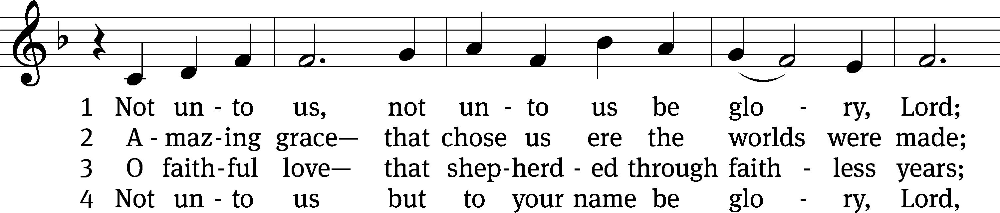 1 Not un - to us, not un - to us be glo - ry, Lord;
2 A - maz - ing grace— that chose us ere the worlds were made;
3 O faith - ful love— that shep - herd - ed through faith - less years;
4 Not un - to us but to your name be glo - ry, Lord,